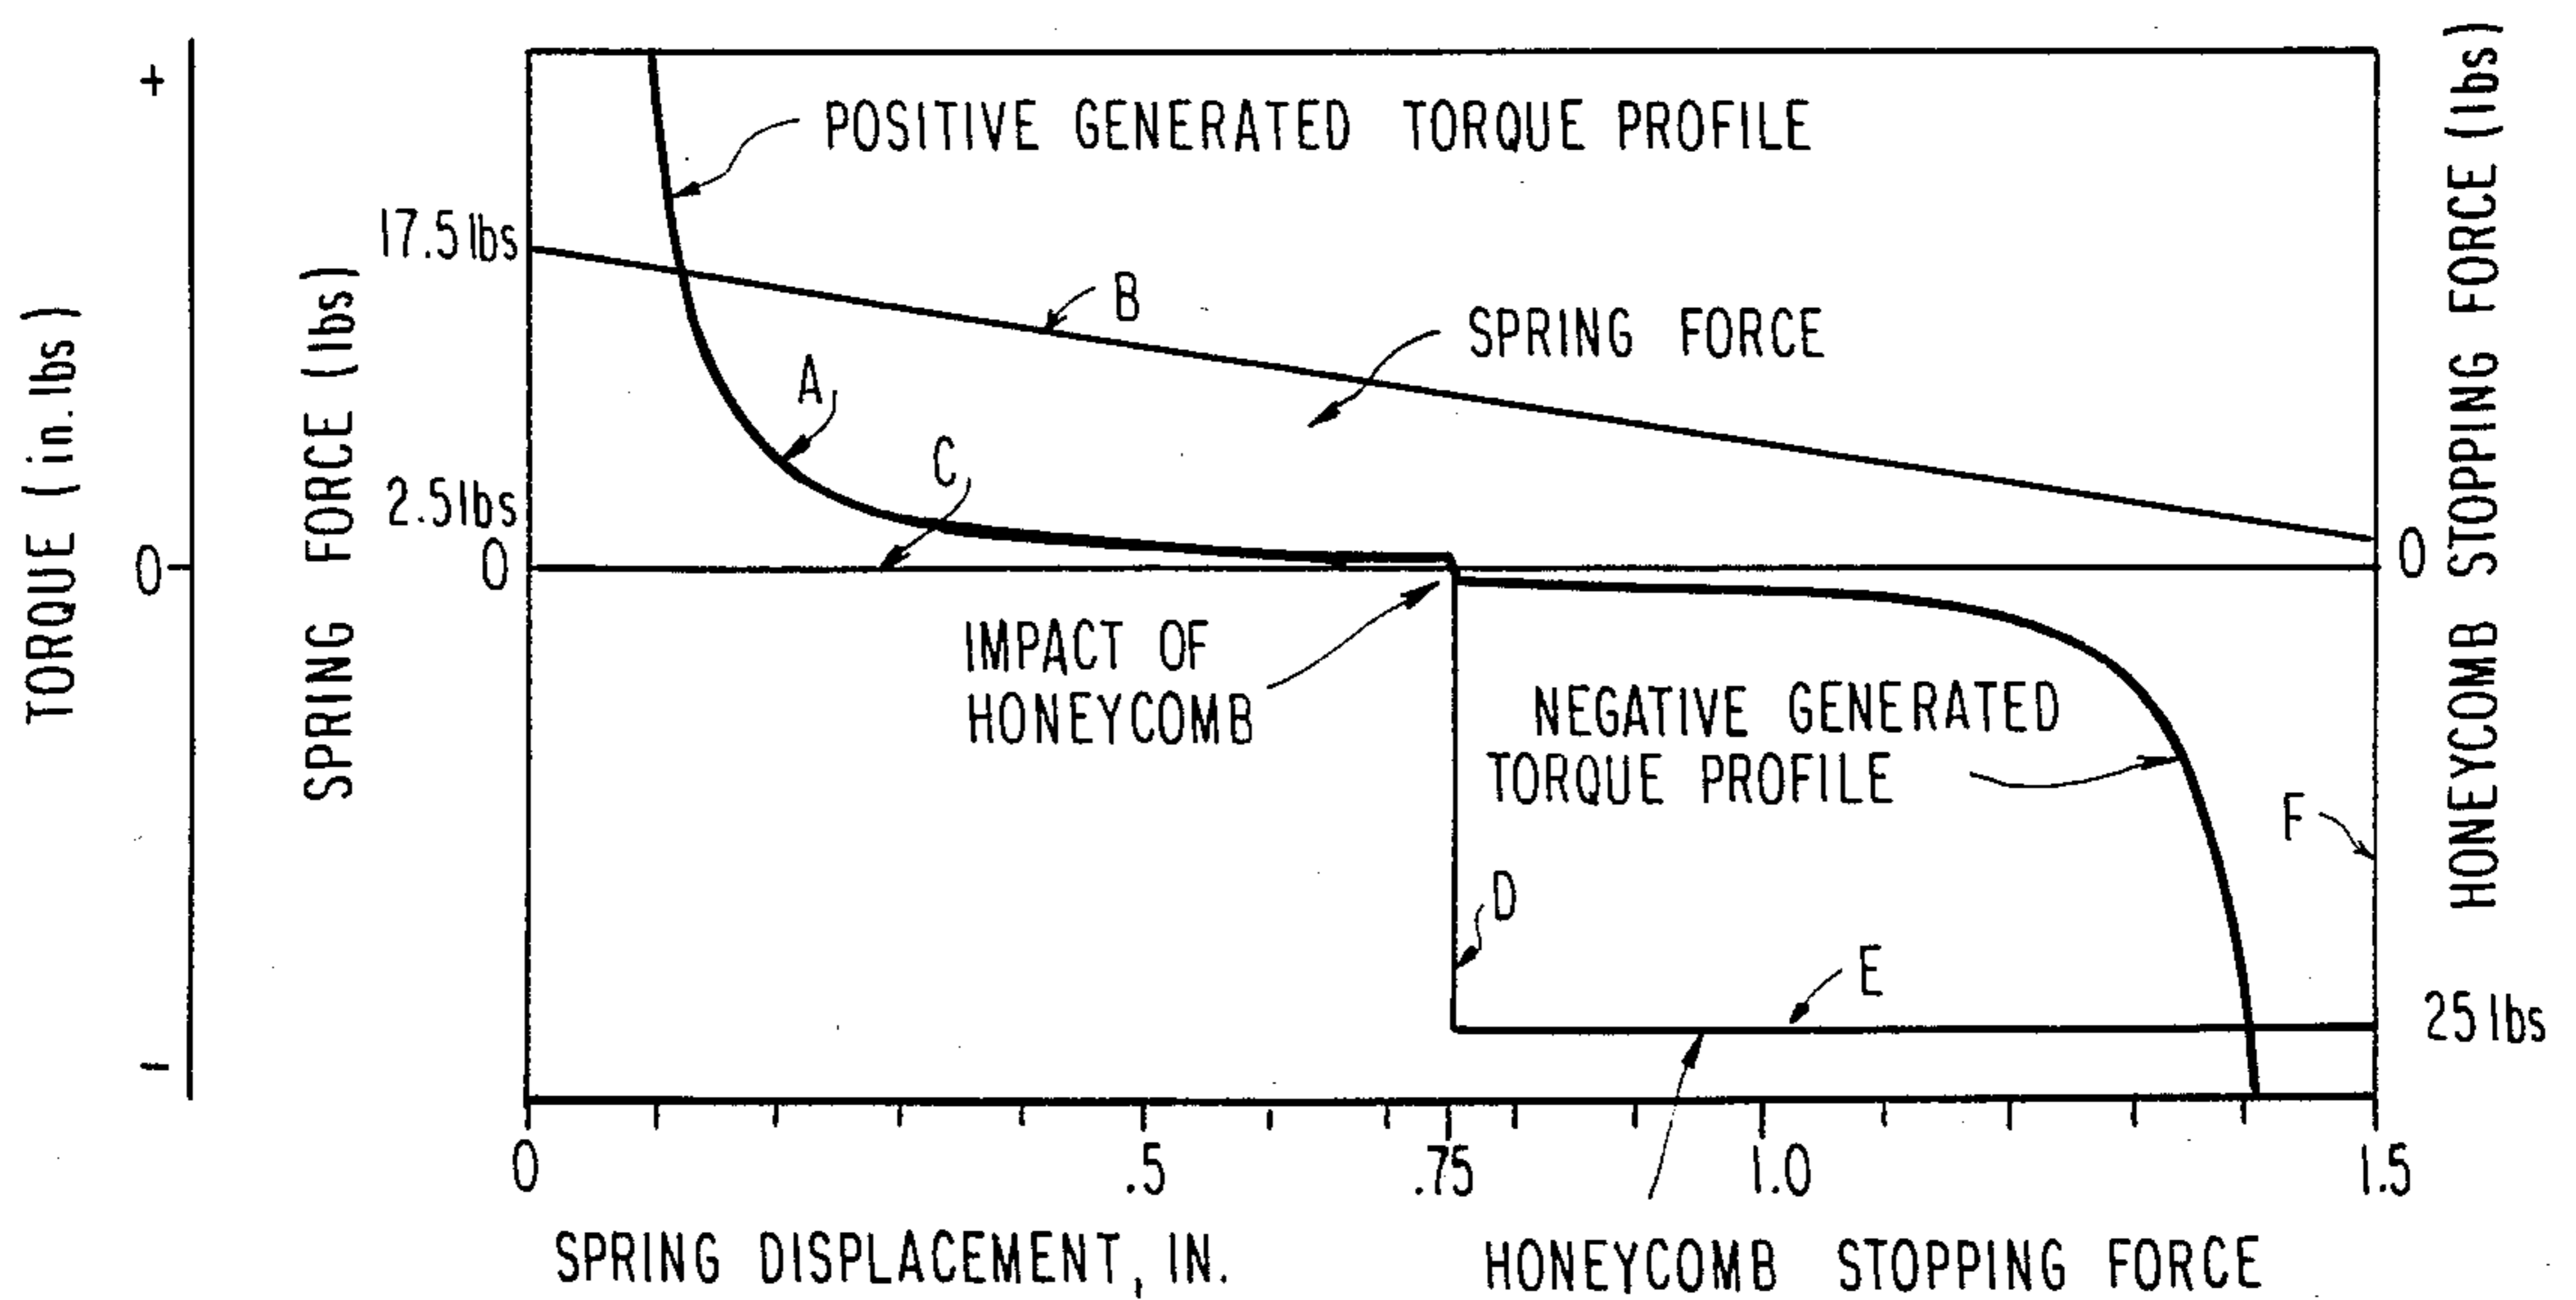 TORQUE (in.lbs)
+
0
-
SPRING FORCE (lbs)
17.5 lbs
2.5 lbs
0
POSITIVE GENERATED TORQUE PROFILE
A
B
C
SPRING FORCE
IMPACT OF
HONEYCOMB
NEGATIVE GENERATED
TORQUE PROFILE
D
E
F
HONEYCOMB STOPPING FORCE (lbs)
0
25 lbs
0 .5 .75 1.0 1.5
SPRING DISPLACEMENT, IN.
HONEYCOMB STOPPING FORCE